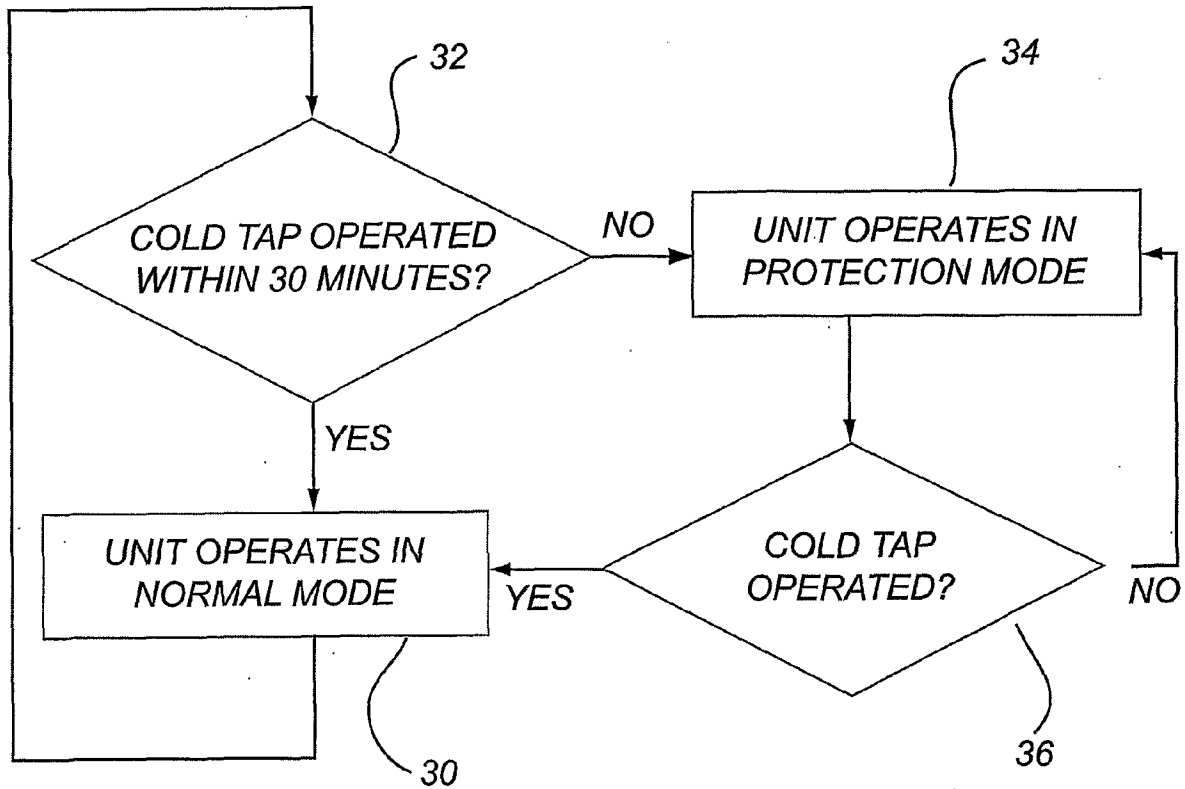 32
34
COLD TAP OPERATED
WITHIN 30 MINUTES?
NO
UNIT OPERATES IN
PROTECTION MODE
YES
UNIT OPERATES IN
NORMAL MODE
YES
COLD TAP
OPERATED?
NO
30
36